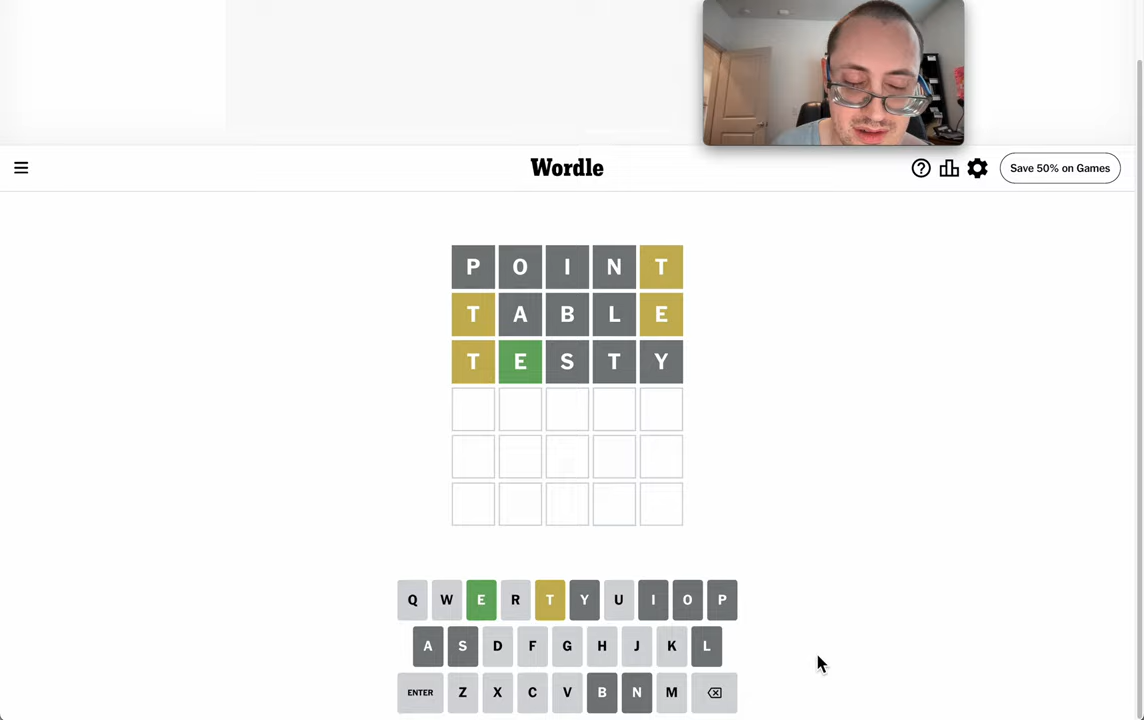 Wordle
Save 50% on Games
P O I N T
T A B L E
T E S T Y
Q W E R T Y U I O P
A S D F G H J K L
ENTER Z X C V B N M